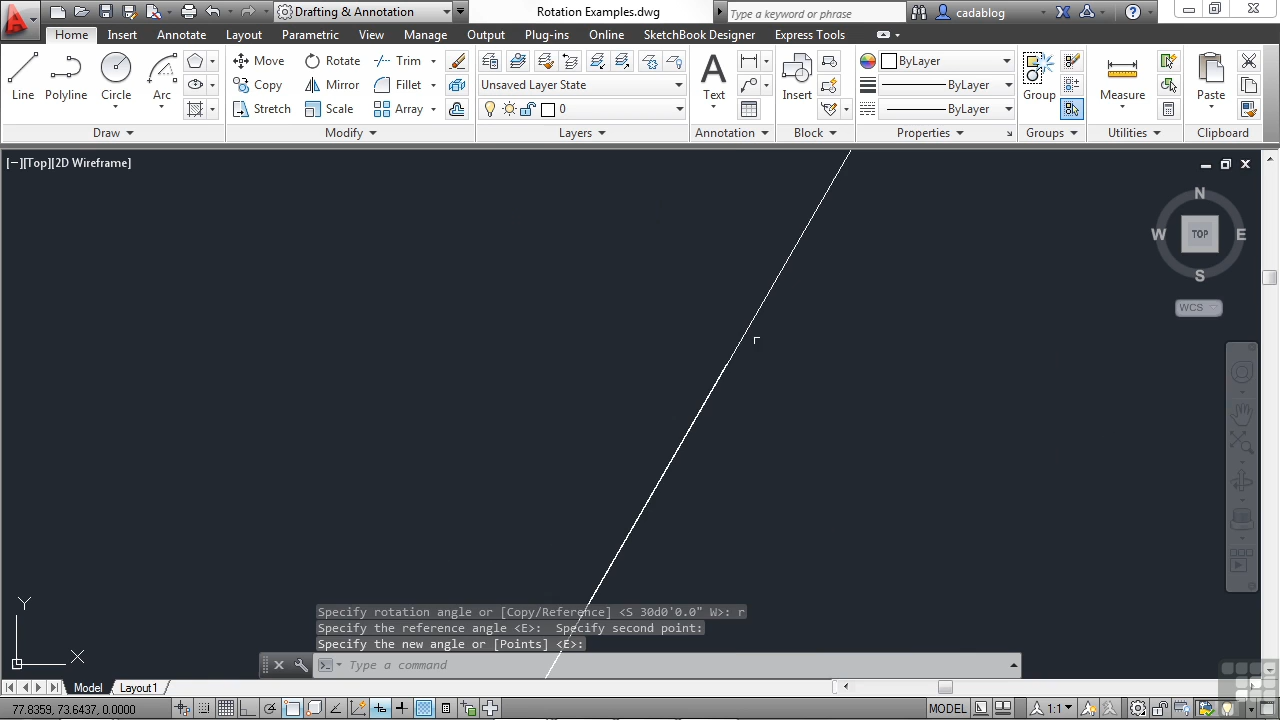 Drafting & Annotation
Rotation Examples.dwg
Type a keyword or phrase
cadablog
Home Insert Annotate Layout Parametric View Manage Output Plug-ins Online SketchBook Designer Express Tools
Line
Polyline
Circle
Arc
Draw
Move
Rotate
Trim
Copy
Mirror
Fillet
Stretch
Scale
Array
Modify
Unsaved Layer State
0
Layers
Text
Annotation
Insert
Block
ByLayer
ByLayer
ByLayer
Properties
Group
Groups
Measure
Utilities
Paste
Clipboard
[−][Top][2D Wireframe]
N
W
TOP
E
S
WCS
Y
X
Specify rotation angle or [Copy/Reference] <S 30d0'0.0" W>: r
Specify the reference angle <E>:  Specify second point:
Specify the new angle or [Points] <E>:
Type a command
Model
Layout1
77.8359, 73.6437, 0.0000
MODEL
1:1